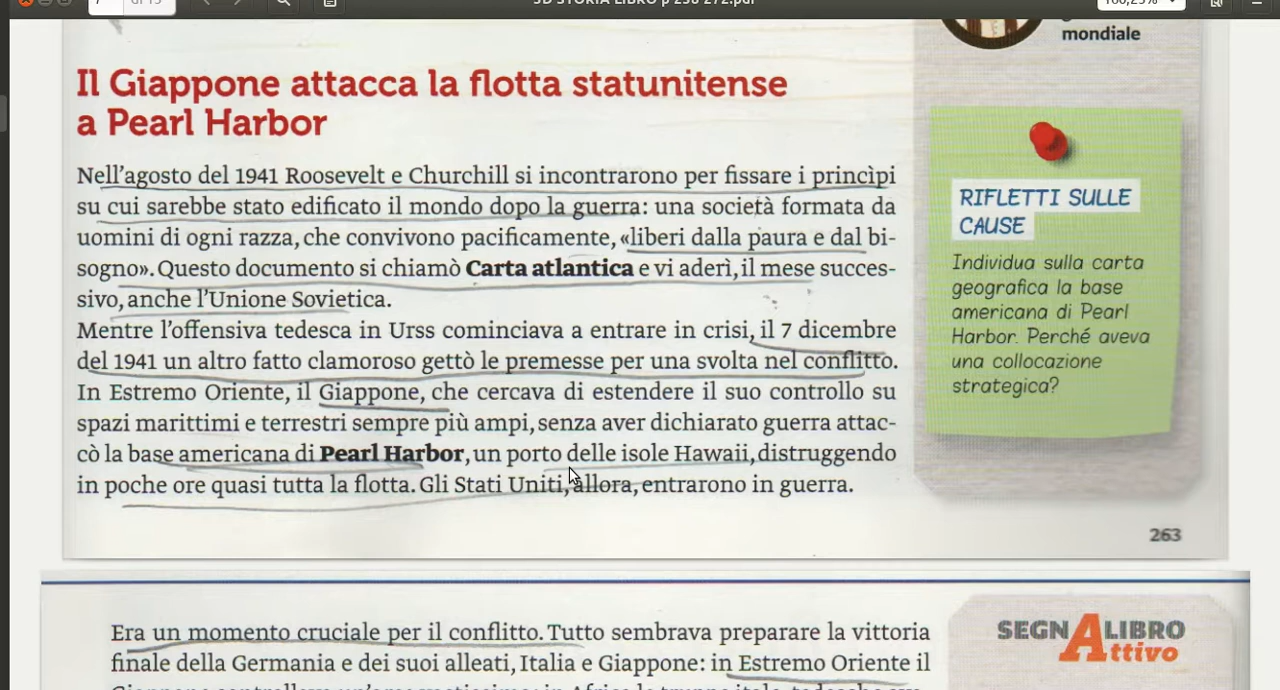 di 15
3D STORIA LIBRO p 258-272.pdf
mondiale
Il Giappone attacca la flotta statunitense
a Pearl Harbor
Nell'agosto del 1941 Roosevelt e Churchill si incontrarono per fissare i princìpi
su cui sarebbe stato edificato il mondo dopo la guerra: una società formata da
uomini di ogni razza, che convivono pacificamente, «liberi dalla paura e dal bi-
sogno». Questo documento si chiamò Carta atlantica e vi aderì, il mese succes-
sivo, anche l'Unione Sovietica.
Mentre l'offensiva tedesca in Urss cominciava a entrare in crisi, il 7 dicembre
del 1941 un altro fatto clamoroso gettò le premesse per una svolta nel conflitto.
In Estremo Oriente, il Giappone, che cercava di estendere il suo controllo su
spazi marittimi e terrestri sempre più ampi, senza aver dichiarato guerra attac-
cò la base americana di Pearl Harbor, un porto delle isole Hawaii, distruggendo
in poche ore quasi tutta la flotta. Gli Stati Uniti, allora, entrarono in guerra.
RIFLETTI SULLE
CAUSE
Individua sulla carta
geografica la base
americana di Pearl
Harbor. Perché aveva
una collocazione
strategica?
263
Era un momento cruciale per il conflitto. Tutto sembrava preparare la vittoria
finale della Germania e dei suoi alleati, Italia e Giappone: in Estremo Oriente il
SEGNALIBRO
Attivo